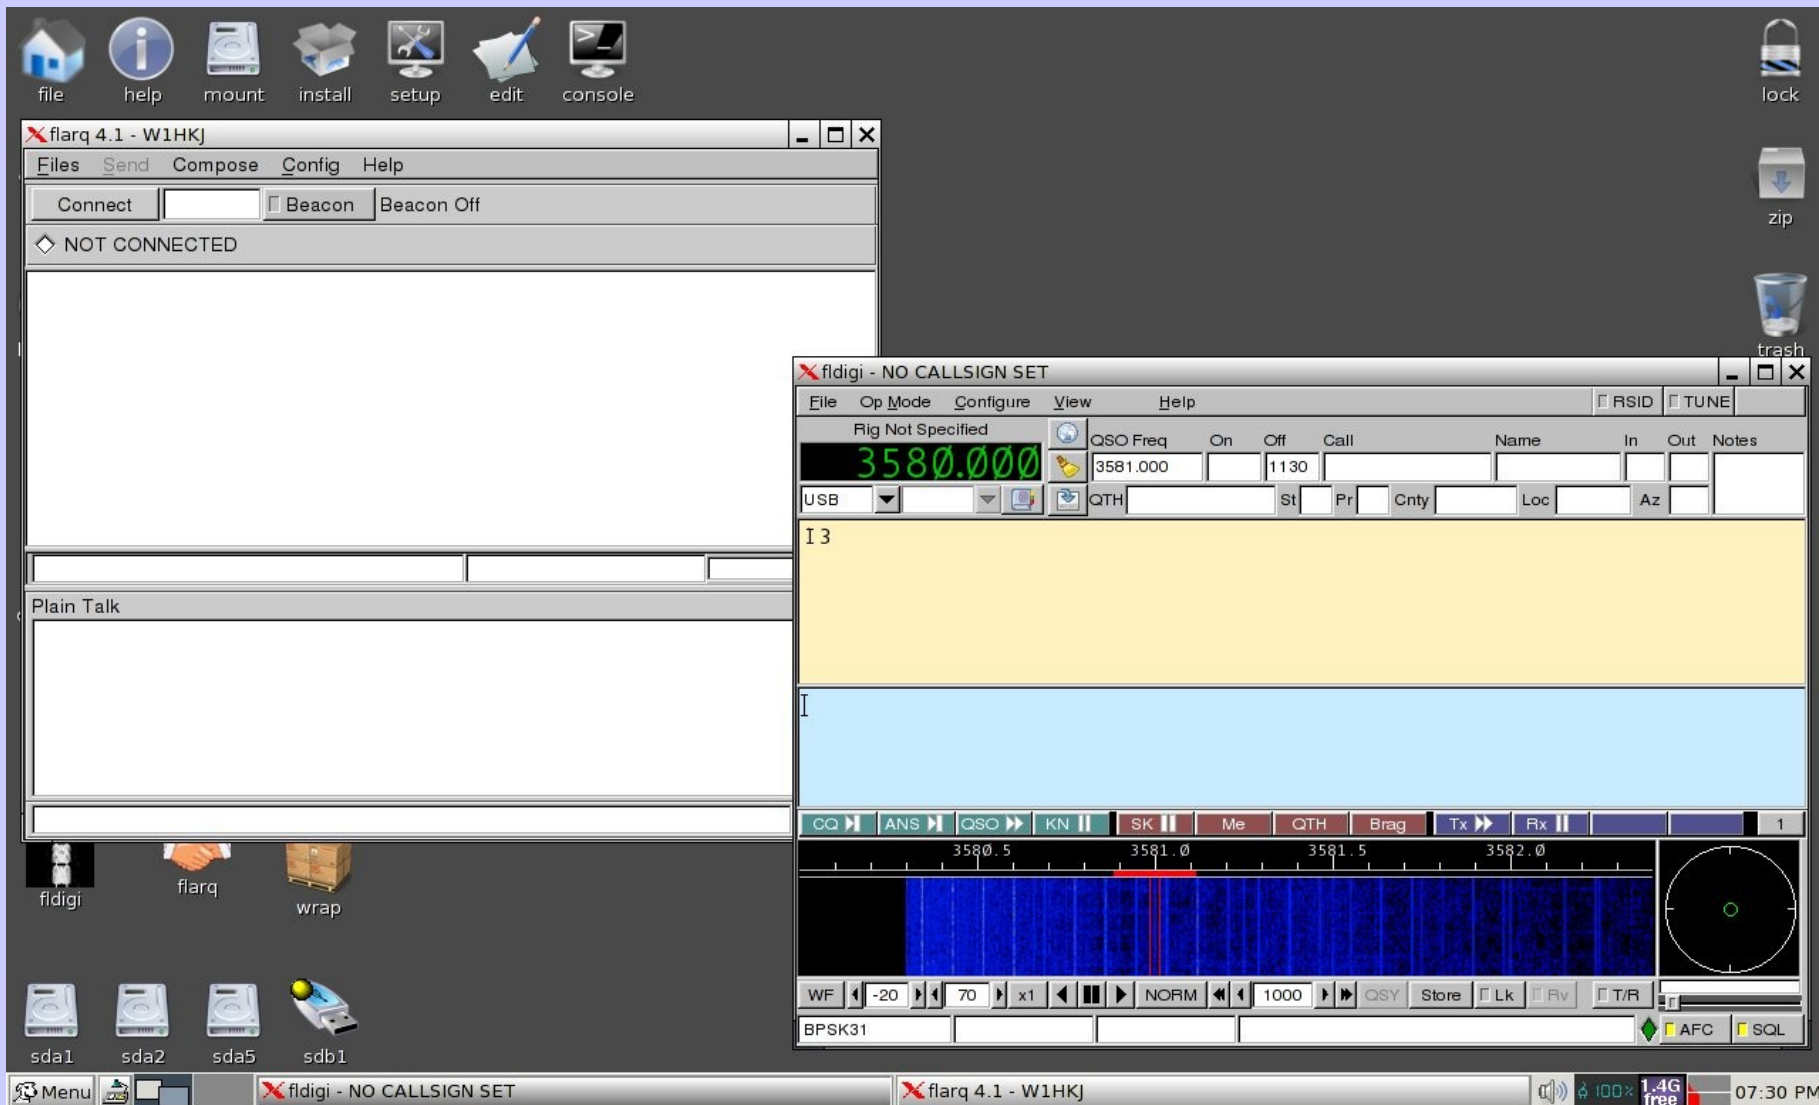 file help mount install setup edit console
lock
zip
trash
flarq 4.1 - W1HKJ
Files Send Compose Config Help
Connect Beacon Beacon Off
NOT CONNECTED
Plain Talk
fldigi - NO CALLSIGN SET
File Op Mode Configure View Help RSID TUNE
Rig Not Specified
QSO Freq On Off Call Name In Out Notes
3580.000
3581.000 1130
USB QTH St Pr Cnty Loc Az
I 3
CQ ANS QSO KN SK Me QTH Brag Tx Rx 1
3580.5 3581.0 3581.5 3582.0
WF -20 70 x1 NORM 1000 QSY Store Lk Rv T/R
BPSK31 AFC SQL
fldigi flarq wrap
sda1 sda2 sda5 sdb1
Menu fldigi - NO CALLSIGN SET flarq 4.1 - W1HKJ 100% 1.4G free 07:30 PM